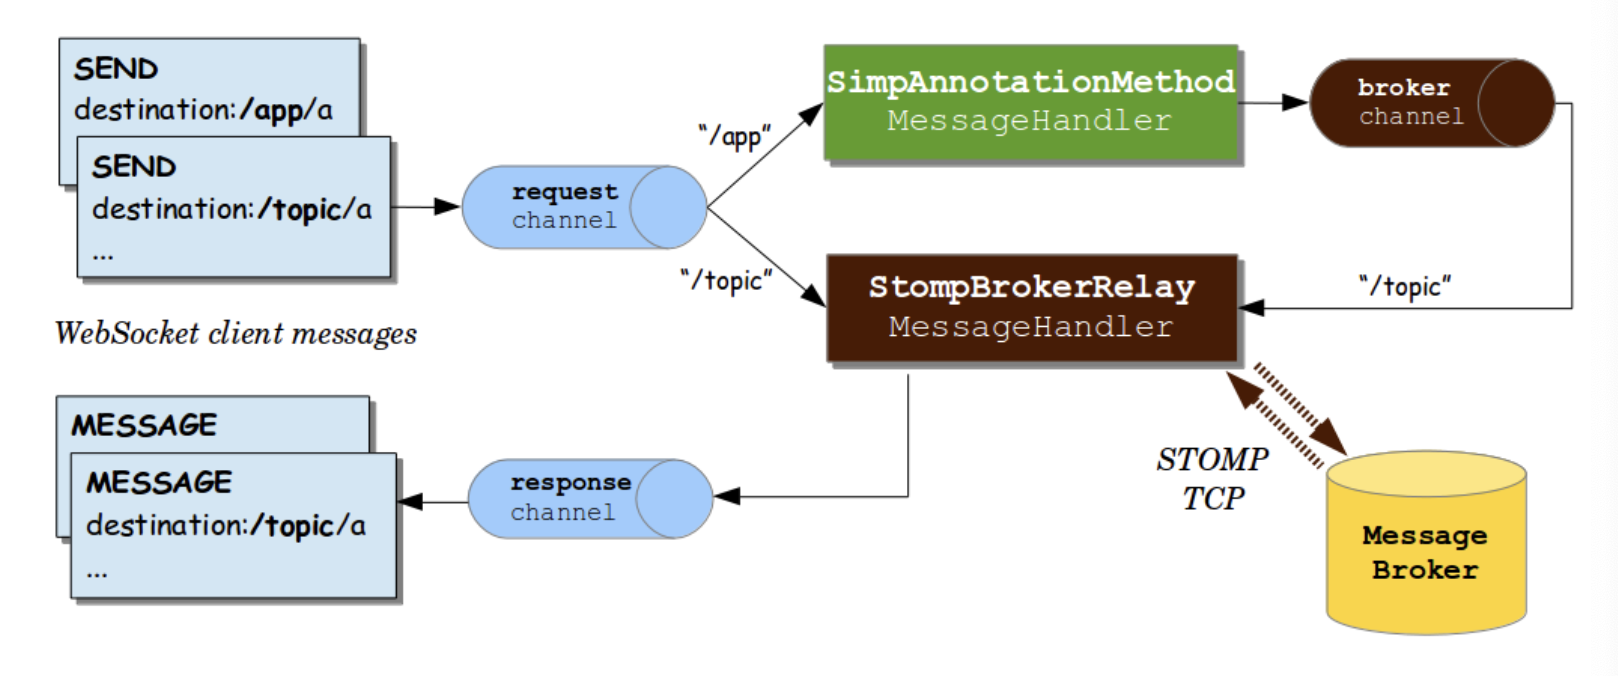 SEND
destination:/app/a
SEND
destination:/topic/a
...
WebSocket client messages
request
channel
"/app"
"/topic"
SimpAnnotationMethod
MessageHandler
broker
channel
StompBrokerRelay
MessageHandler
"/topic"
MESSAGE
MESSAGE
destination:/topic/a
...
response
channel
STOMP
TCP
Message
Broker